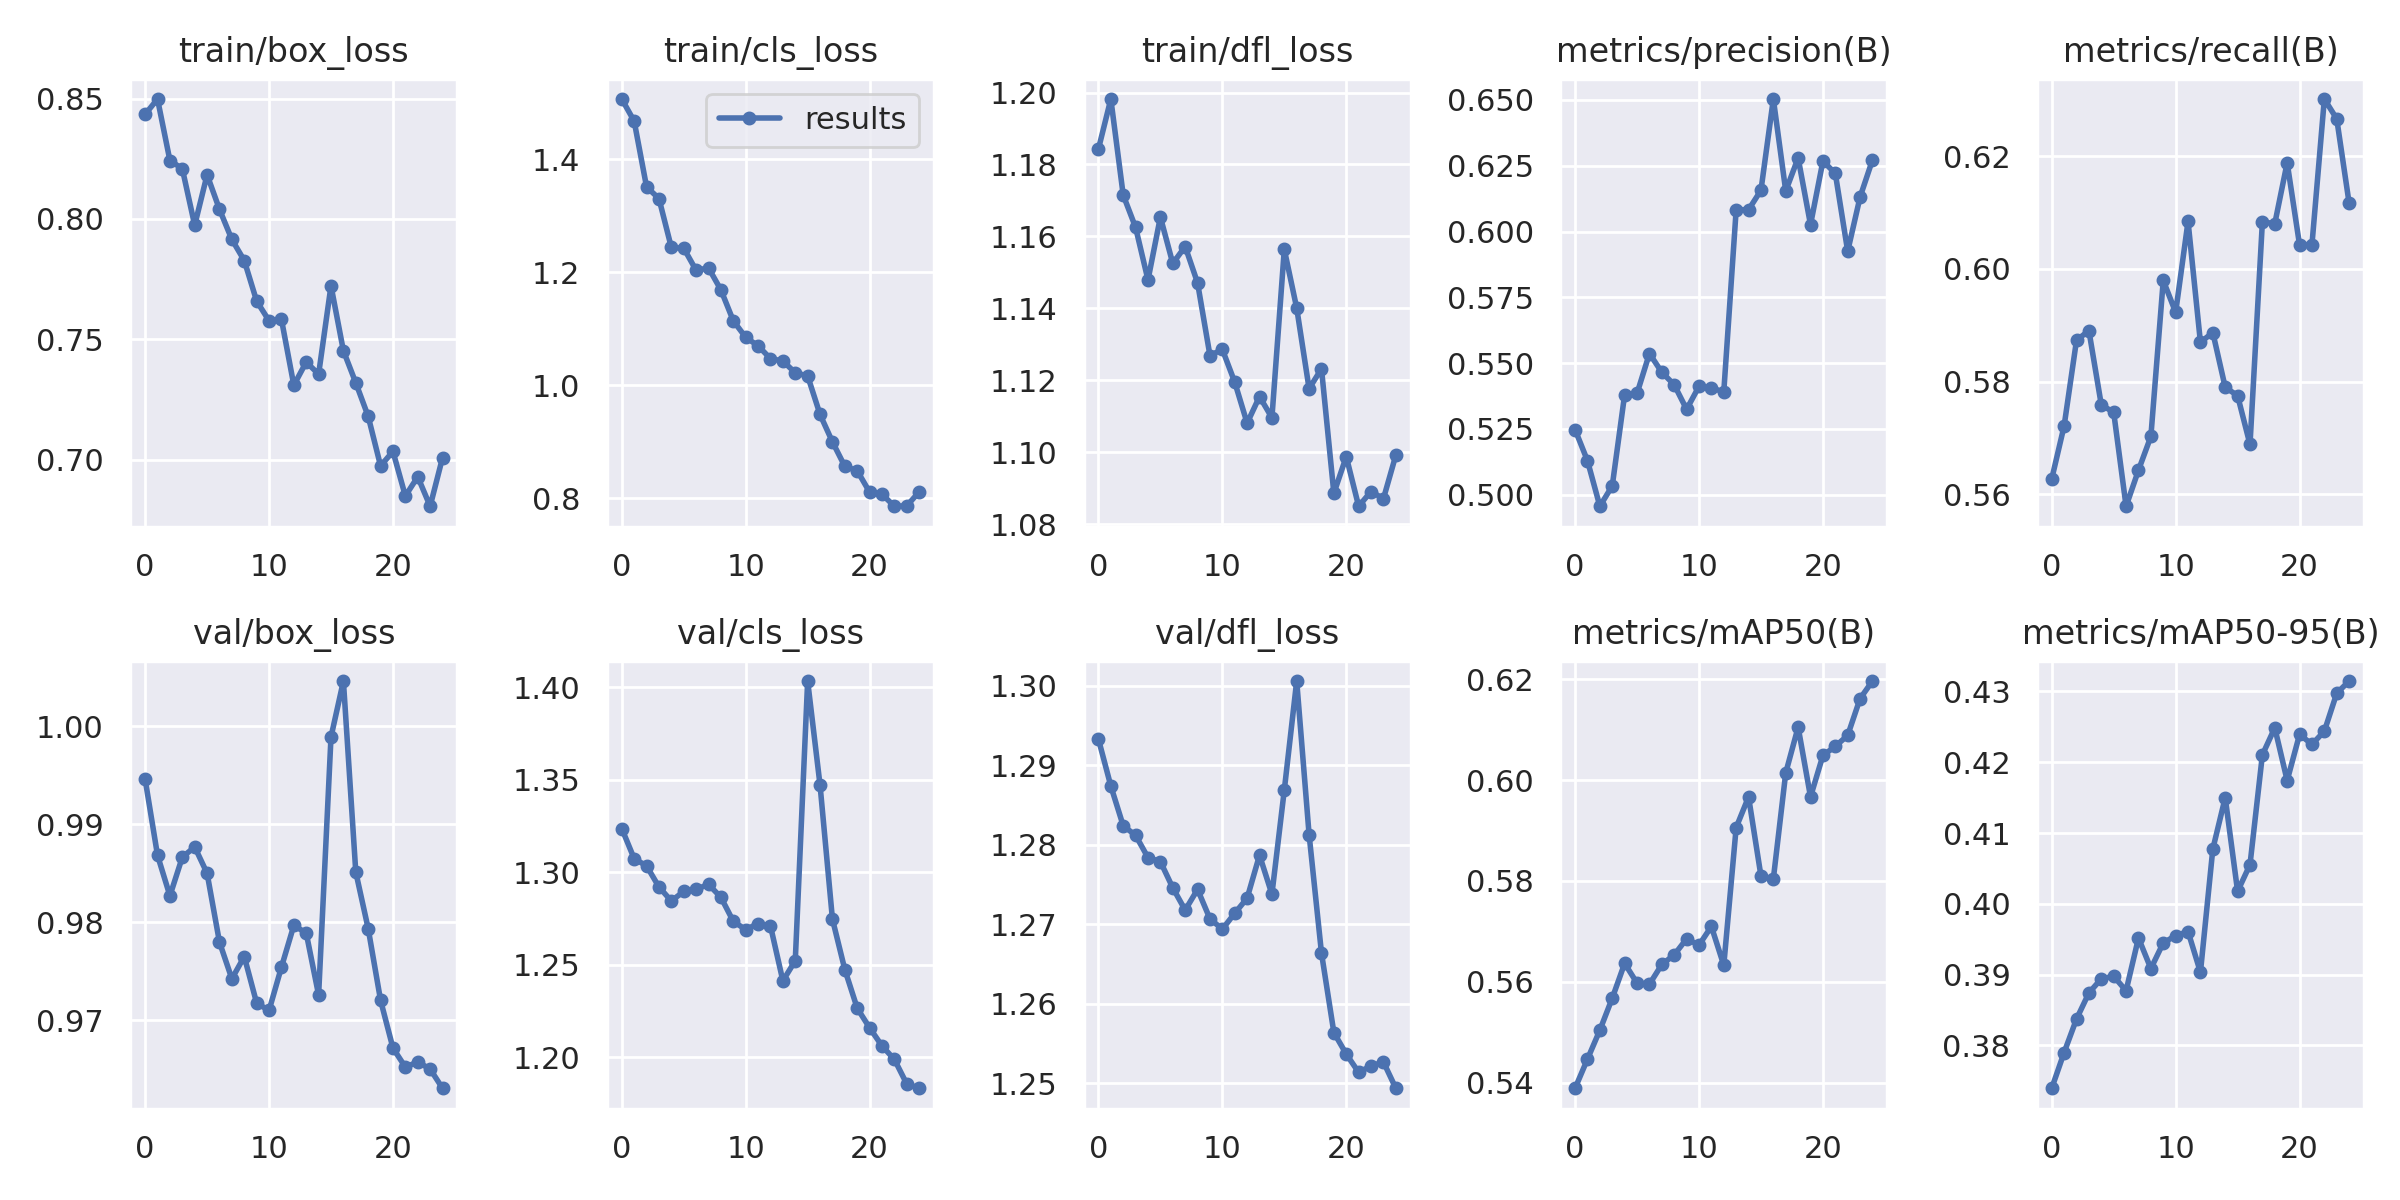 train/box_loss
train/cls_loss
train/dfl_loss
metrics/precision(B)
metrics/recall(B)
0.85
0.80
0.75
0.70
0 10 20
results
1.4
1.2
1.0
0.8
0 10 20
1.20
1.18
1.16
1.14
1.12
1.10
1.08
0 10 20
0.650
0.625
0.600
0.575
0.550
0.525
0.500
0 10 20
0.62
0.60
0.58
0.56
0 10 20
val/box_loss
val/cls_loss
val/dfl_loss
metrics/mAP50(B)
metrics/mAP50-95(B)
1.00
0.99
0.98
0.97
0 10 20
1.40
1.35
1.30
1.25
1.20
0 10 20
1.30
1.29
1.28
1.27
1.26
1.25
0 10 20
0.62
0.60
0.58
0.56
0.54
0 10 20
0.43
0.42
0.41
0.40
0.39
0.38
0 10 20